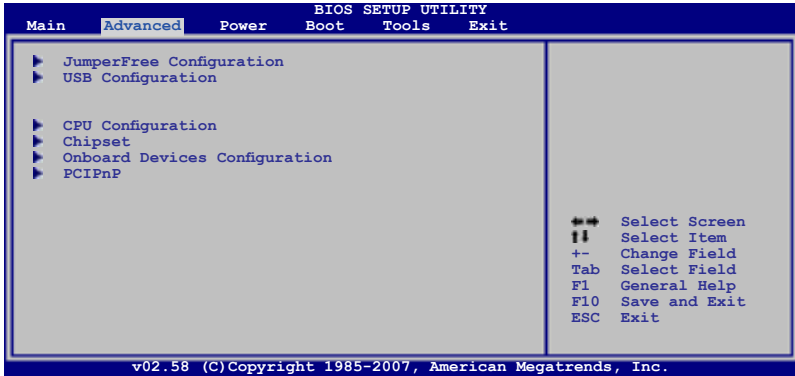 BIOS SETUP UTILITY
Main Advanced Power Boot Tools Exit
JumperFree Configuration
USB Configuration
CPU Configuration
Chipset
Onboard Devices Configuration
PCIPnP
Select Screen
Select Item
+- Change Field
Tab Select Field
F1 General Help
F10 Save and Exit
ESC Exit
v02.58 (C)Copyright 1985-2007, American Megatrends, Inc.